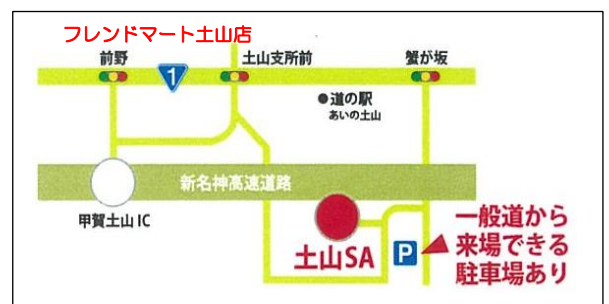 フレンドマート土山店
前野
1
土山支所前
蟹が坂
●道の駅
あいの土山
新名神高速道路
甲賀土山IC
土山SA
P
一般道から
来場できる
駐車場あり